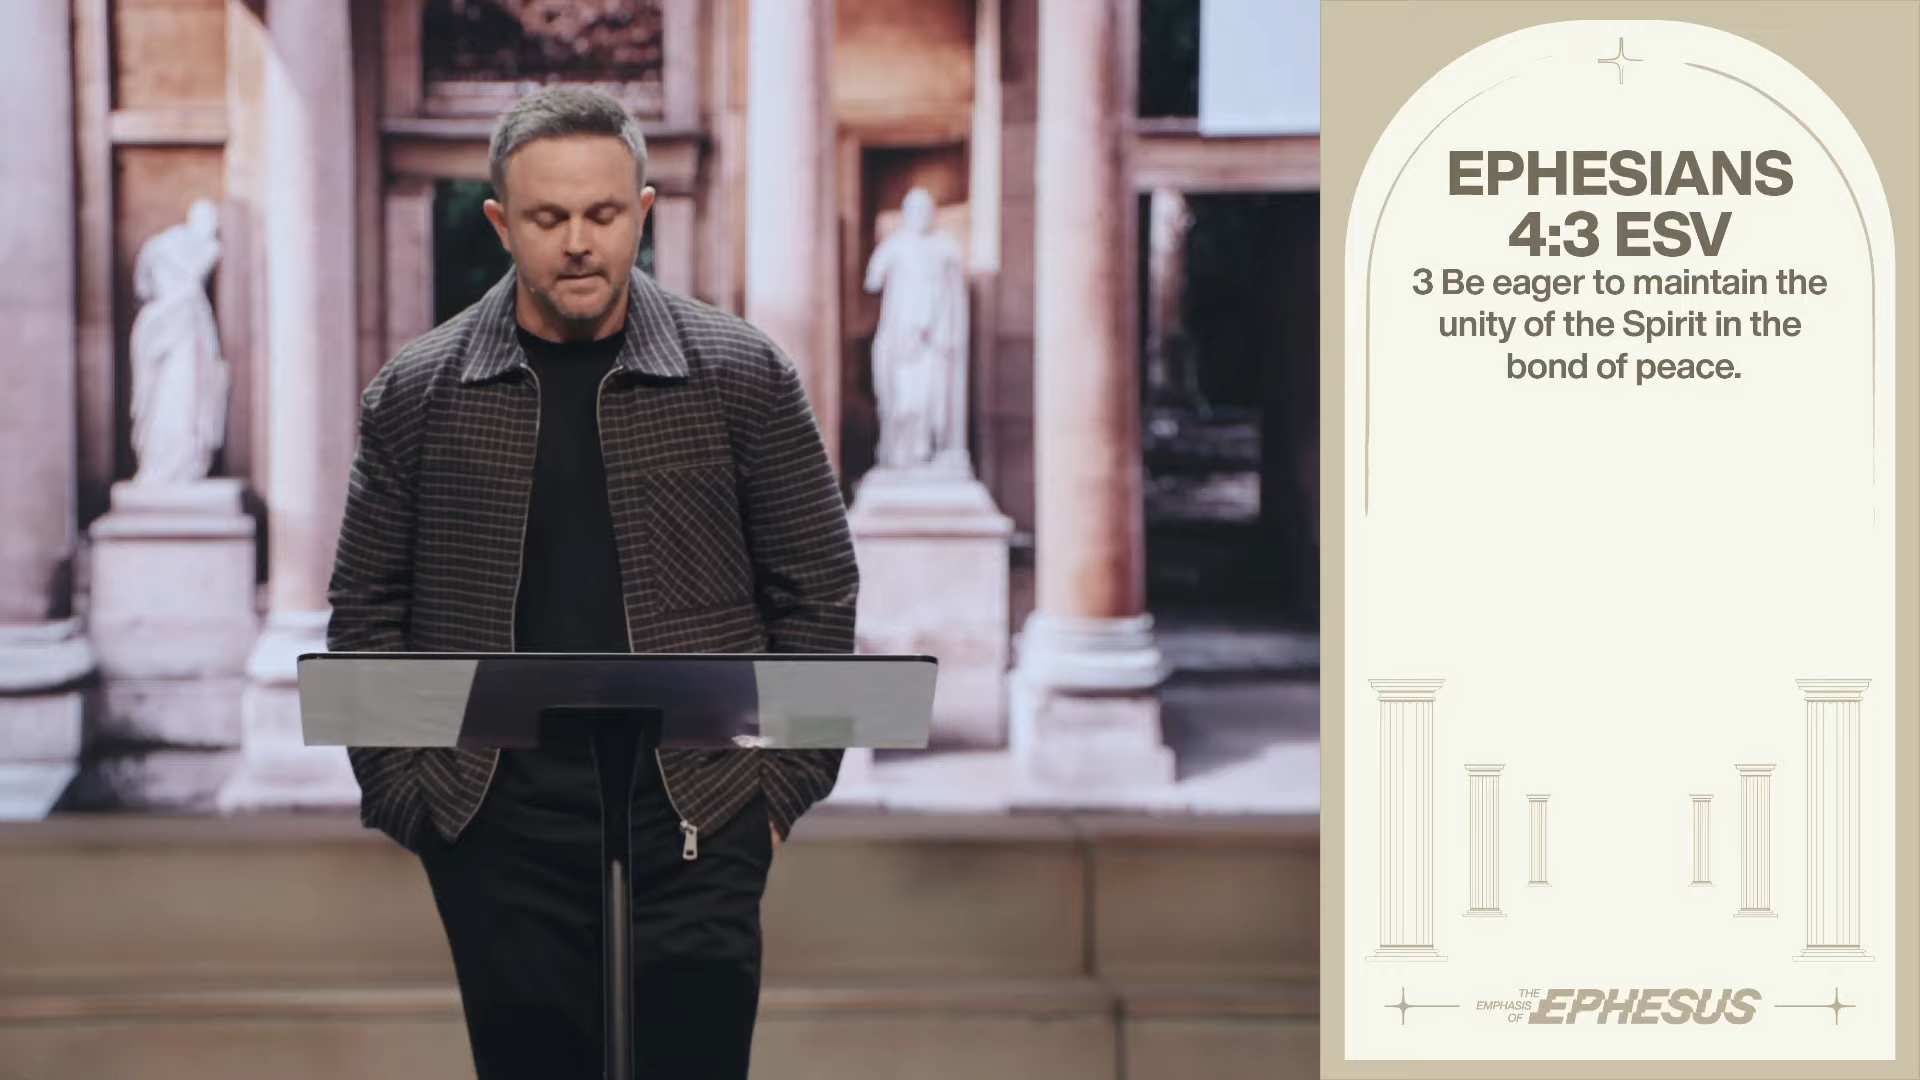 EPHESIANS
4:3 ESV
3 Be eager to maintain the
unity of the Spirit in the
bond of peace.
THE
EMPHASIS
OF
EPHESUS